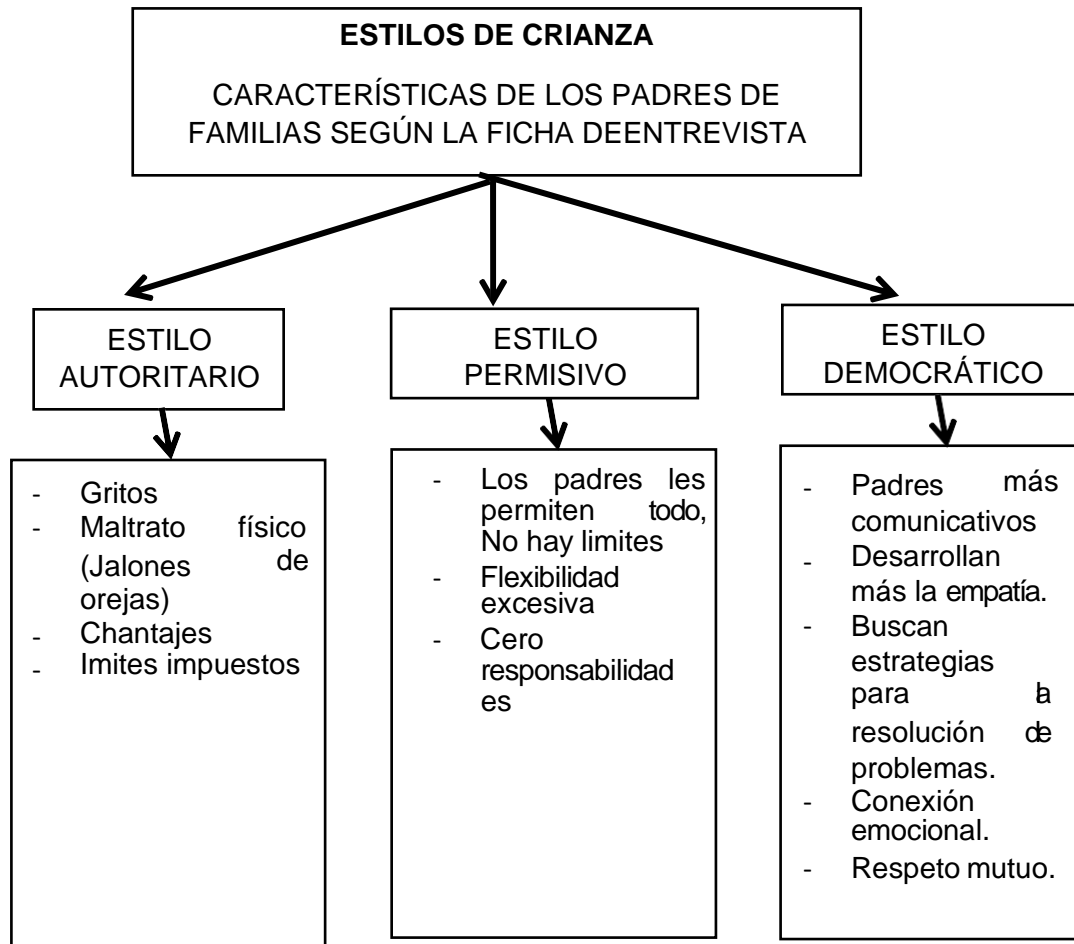 ESTILOS DE CRIANZA
CARACTERÍSTICAS DE LOS PADRES DE
FAMILIAS SEGÚN LA FICHA DEENTREVISTA
ESTILO
AUTORITARIO
- Gritos
- Maltrato físico
(Jalones de
orejas)
- Chantajes
- Imites impuestos
ESTILO
PERMISIVO
- Los padres les
permiten todo,
No hay limites
- Flexibilidad
excesiva
- Cero
responsabilidad
es
ESTILO
DEMOCRÁTICO
- Padres más
comunicativos
- Desarrollan
más la empatía.
- Buscan
estrategias
para la
resolución de
problemas.
- Conexión
emocional.
- Respeto mutuo.